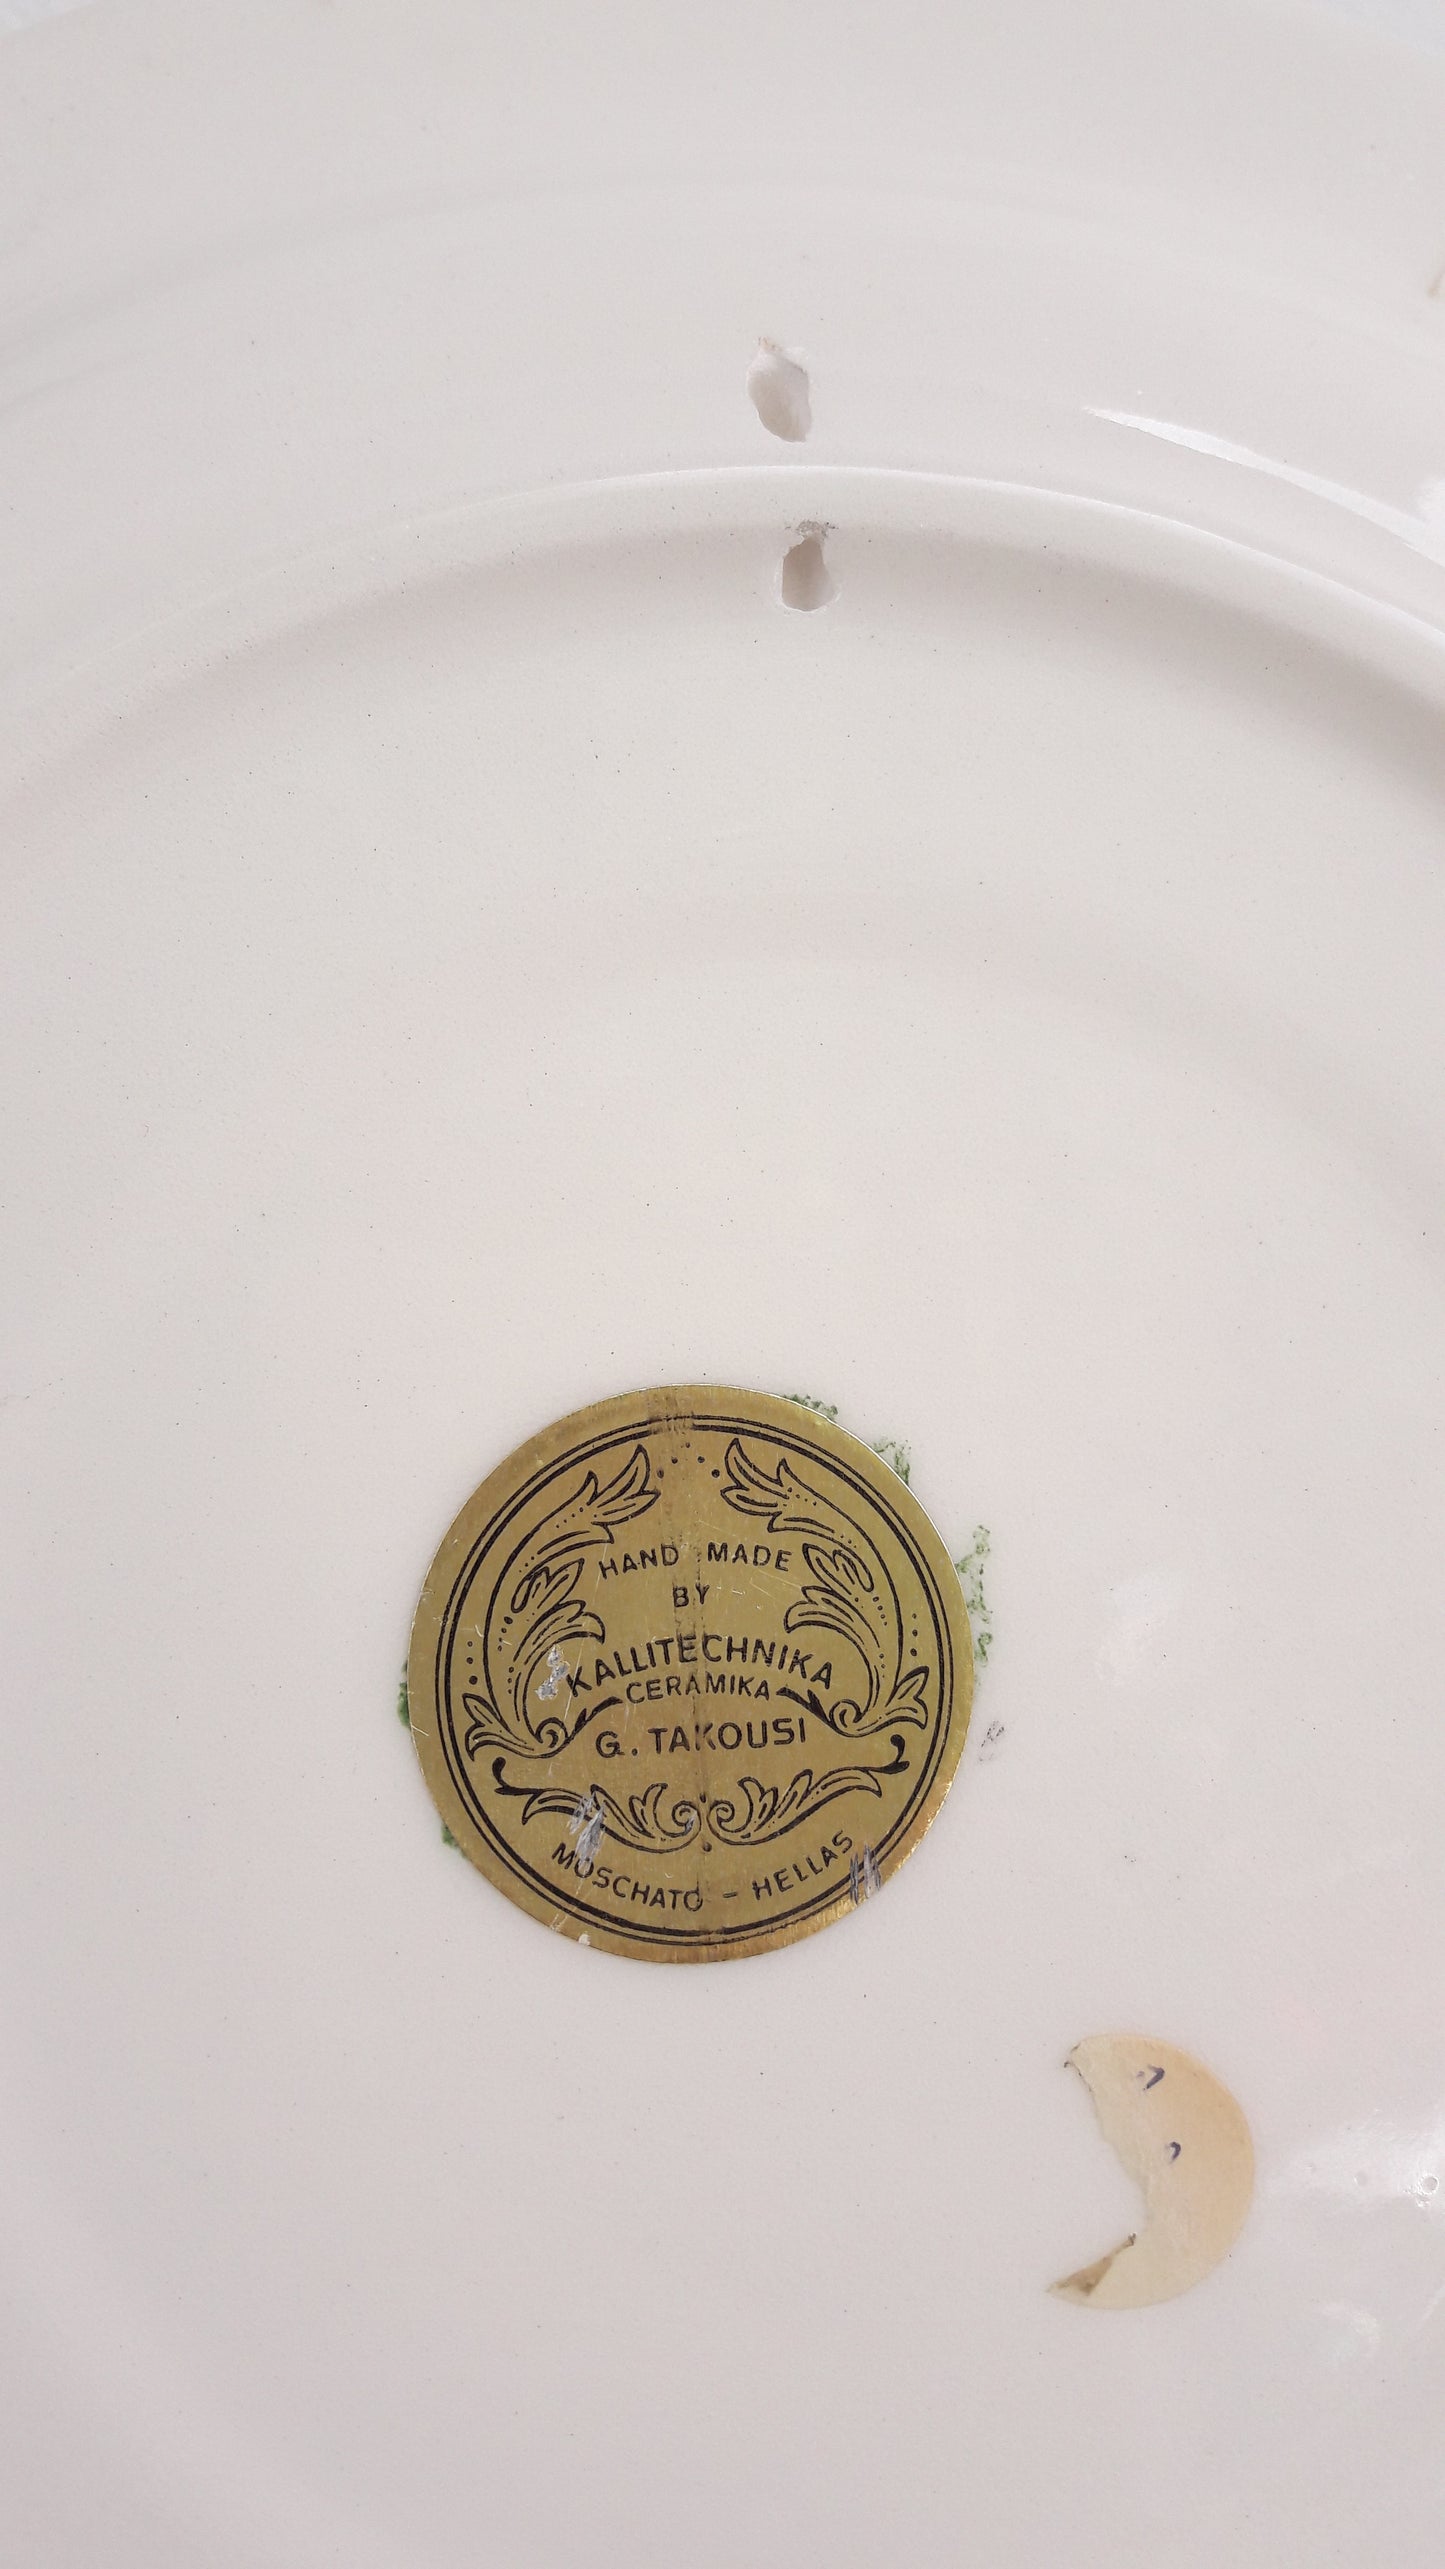 HAND MADE
BY
KALLITECHNIKA
CERAMIKA
G. TAKOUSI
MOSCHATO - HELLAS